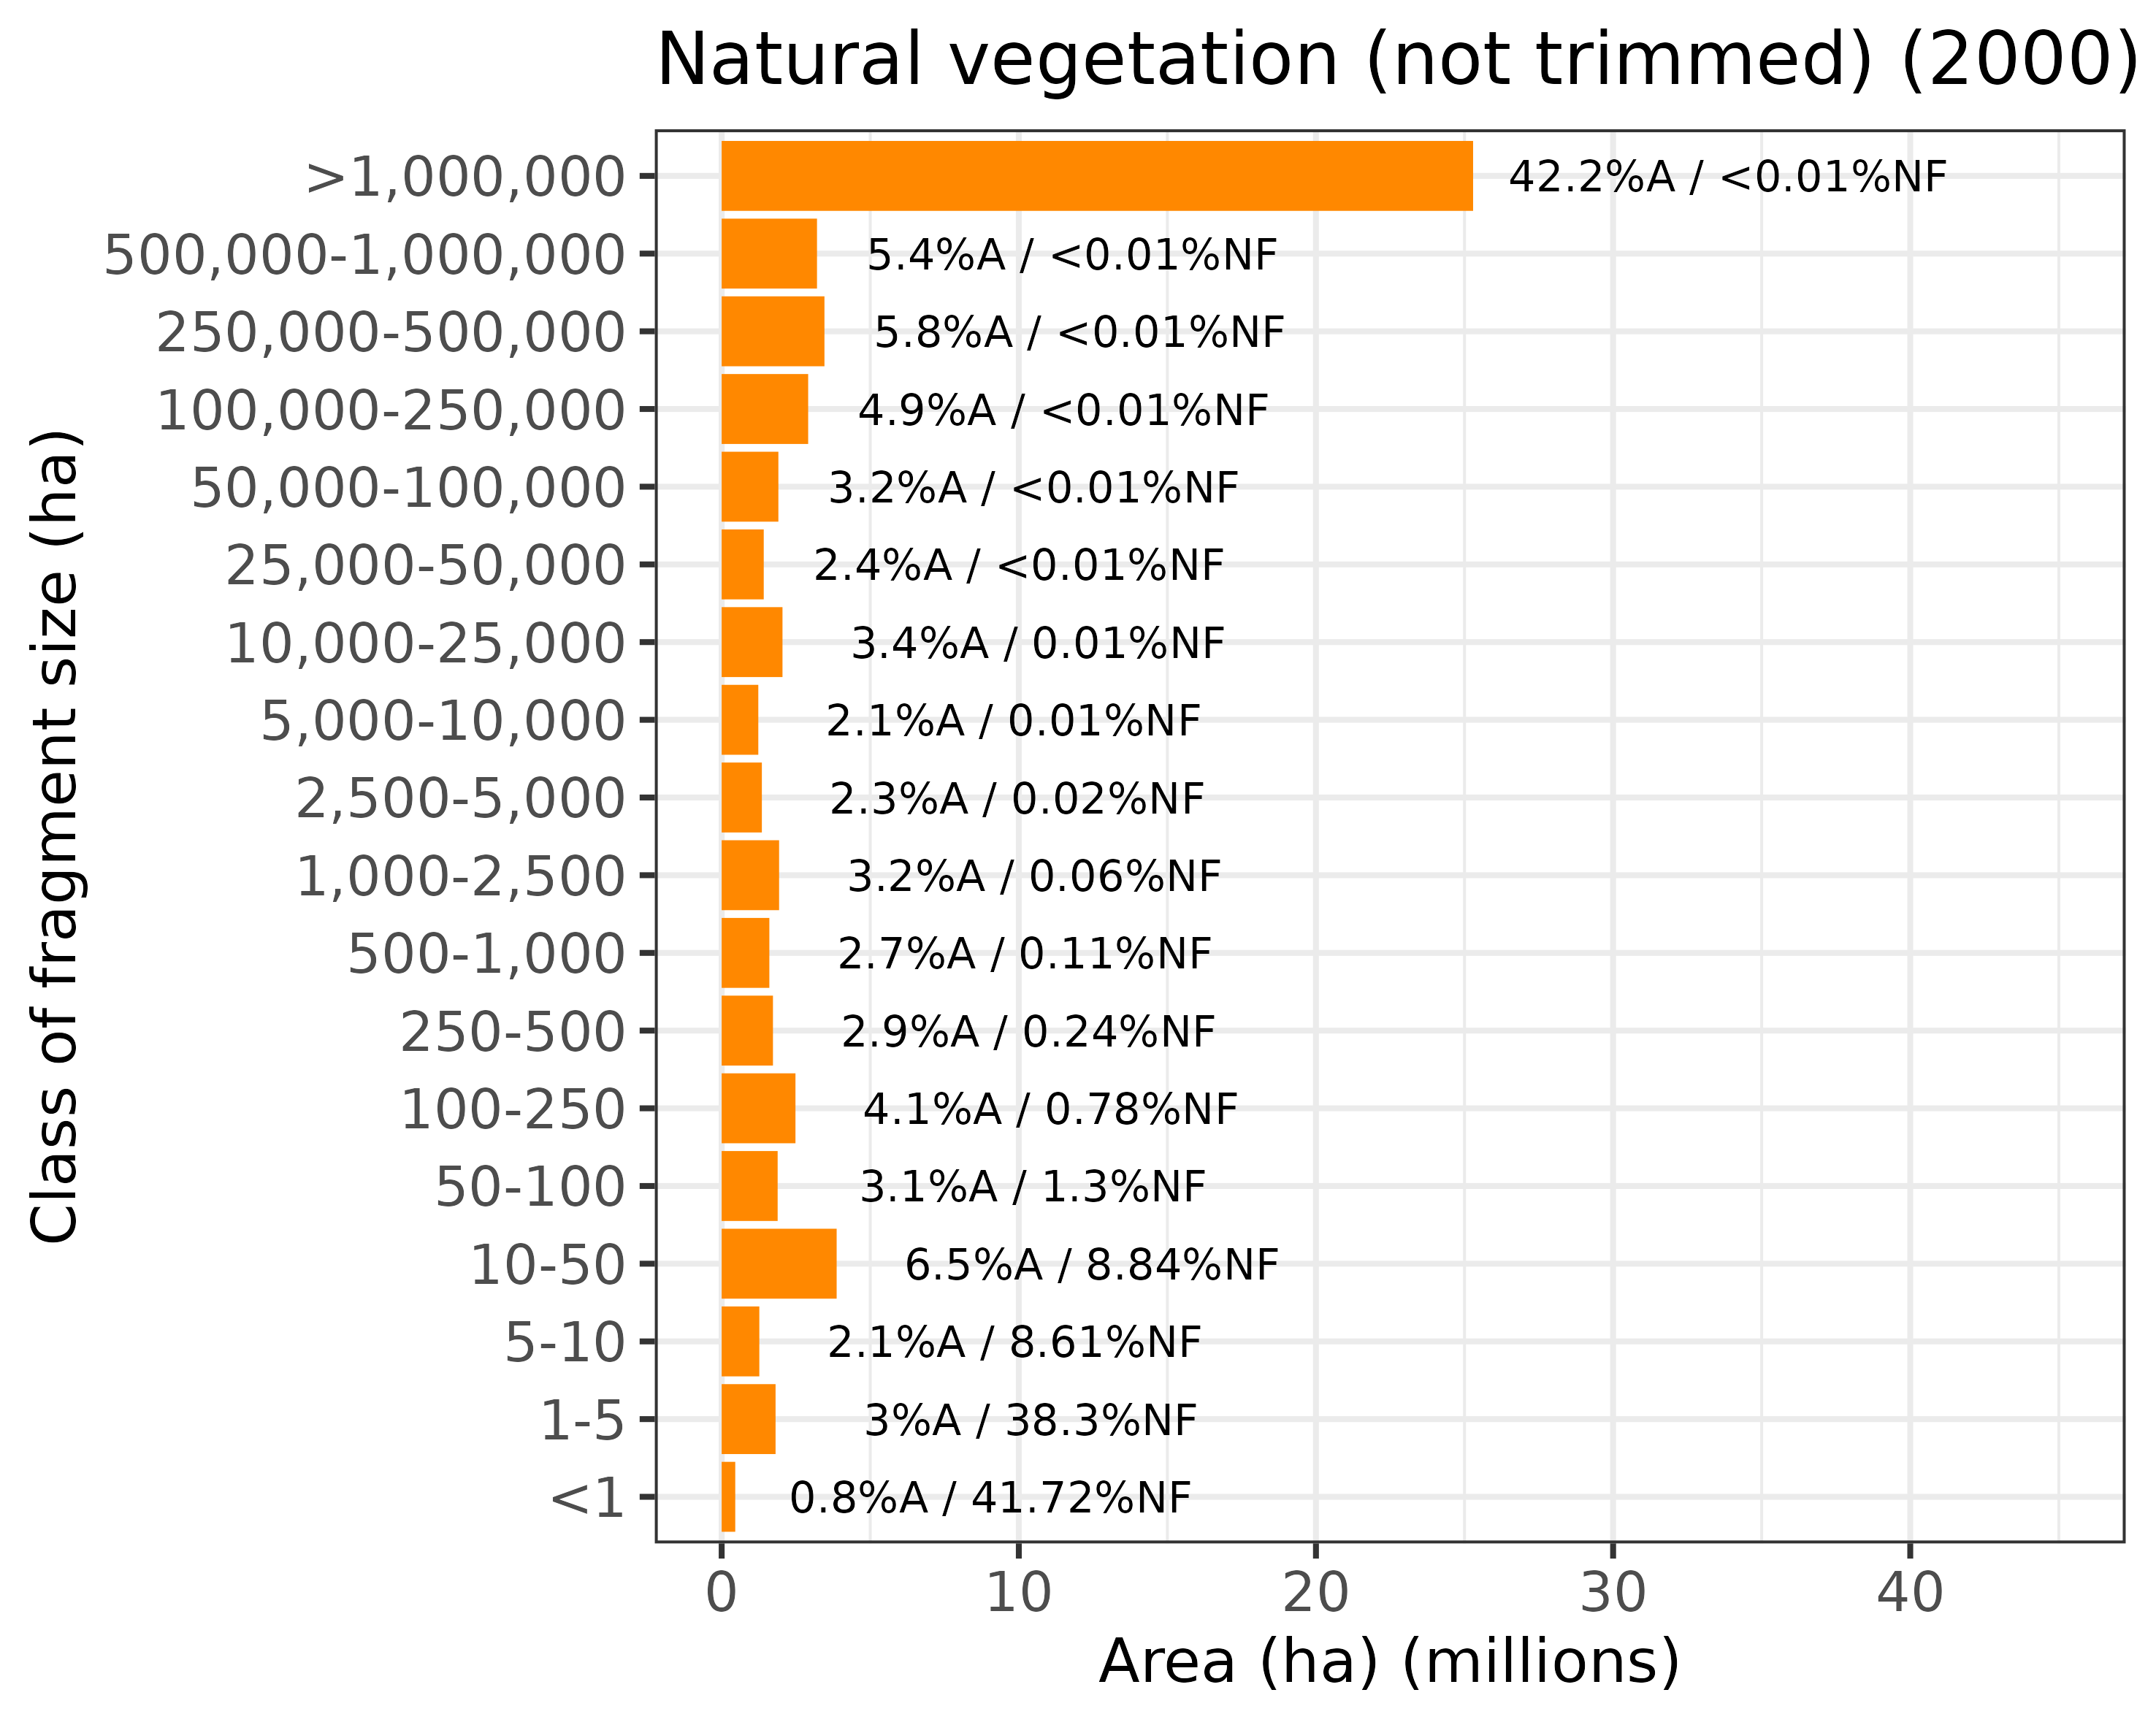 Natural vegetation (not trimmed) (2000)
Class of fragment size (ha)
>1,000,000 42.2%A / <0.01%NF
500,000-1,000,000 5.4%A / <0.01%NF
250,000-500,000 5.8%A / <0.01%NF
100,000-250,000 4.9%A / <0.01%NF
50,000-100,000 3.2%A / <0.01%NF
25,000-50,000 2.4%A / <0.01%NF
10,000-25,000 3.4%A / 0.01%NF
5,000-10,000 2.1%A / 0.01%NF
2,500-5,000 2.3%A / 0.02%NF
1,000-2,500 3.2%A / 0.06%NF
500-1,000 2.7%A / 0.11%NF
250-500 2.9%A / 0.24%NF
100-250 4.1%A / 0.78%NF
50-100 3.1%A / 1.3%NF
10-50 6.5%A / 8.84%NF
5-10 2.1%A / 8.61%NF
1-5 3%A / 38.3%NF
<1 0.8%A / 41.72%NF
0 10 20 30 40
Area (ha) (millions)